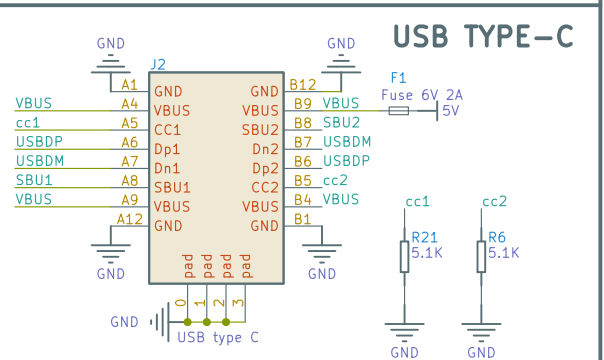 USB TYPE-C
GND
GND
J2
F1
Fuse 6V 2A
5V
A1 GND
GND B12
VBUS A4 VBUS
VBUS B9 VBUS
cc1 A5 CC1
SBU2 B8 SBU2
USBDP A6 Dp1
Dn2 B7 USBDM
USBDM A7 Dn1
Dp2 B6 USBDP
SBU1 A8 SBU1
CC2 B5 cc2
VBUS A9 VBUS
VBUS B4 VBUS
A12 GND
GND B1
GND
GND
pad pad pad pad
0 1 2 3
GND
USB type C
cc1
R21
5.1K
GND
cc2
R6
5.1K
GND